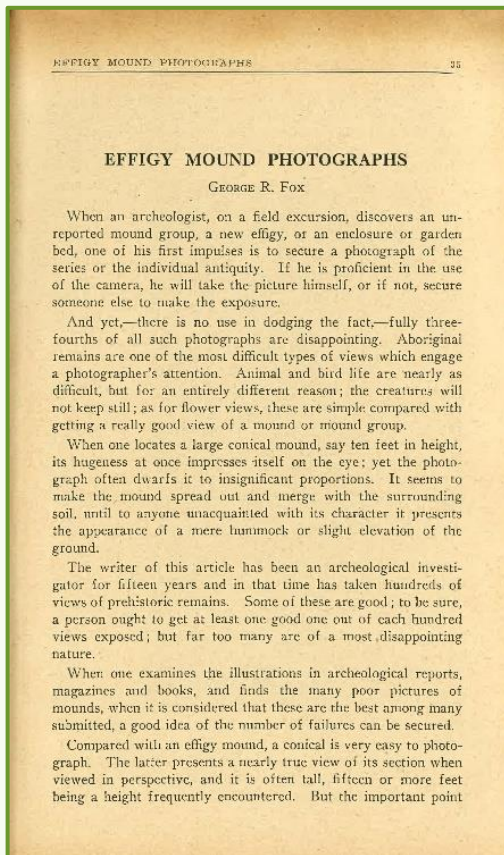 EFFIGY MOUND PHOTOGRAPHS 35
EFFIGY MOUND PHOTOGRAPHS
GEORGE R. FOX
When an archeologist, on a field excursion, discovers an un-
reported mound group, a new effigy, or an enclosure or garden
bed, one of his first impulses is to secure a photograph of the
series or the individual antiquity. If he is proficient in the use
of the camera, he will take the picture himself, or if not, secure
someone else to make the exposure.
And yet,—there is no use in dodging the fact,—fully three-
fourths of all such photographs are disappointing. Aboriginal
remains are one of the most difficult types of views which engage
a photographer's attention. Animal and bird life are nearly as
difficult, but for an entirely different reason; the creatures will
not keep still; as for flower views, these are simple compared with
getting a really good view of a mound or mound group.
When one locates a large conical mound, say ten feet in height,
its hugeness at once impresses itself on the eye; yet the photo-
graph often dwarfs it to insignificant proportions. It seems to
make the mound spread out and merge with the surrounding
soil, until to anyone unacquainted with its character it presents
the appearance of a mere hummock or slight elevation of the
ground.
The writer of this article has been an archeological investi-
gator for fifteen years and in that time has taken hundreds of
views of prehistoric remains. Some of these are good; to be sure,
a person ought to get at least one good one out of each hundred
views exposed; but far too many are of a most disappointing
nature.
When one examines the illustrations in archeological reports,
magazines and books, and finds the many poor pictures of
mounds, when it is considered that these are the best among many
submitted, a good idea of the number of failures can be secured.
Compared with an effigy mound, a conical is very easy to photo-
graph. The latter presents a nearly true view of its section when
viewed in perspective, and it is often tall, fifteen or more feet
being a height frequently encountered. But the important point